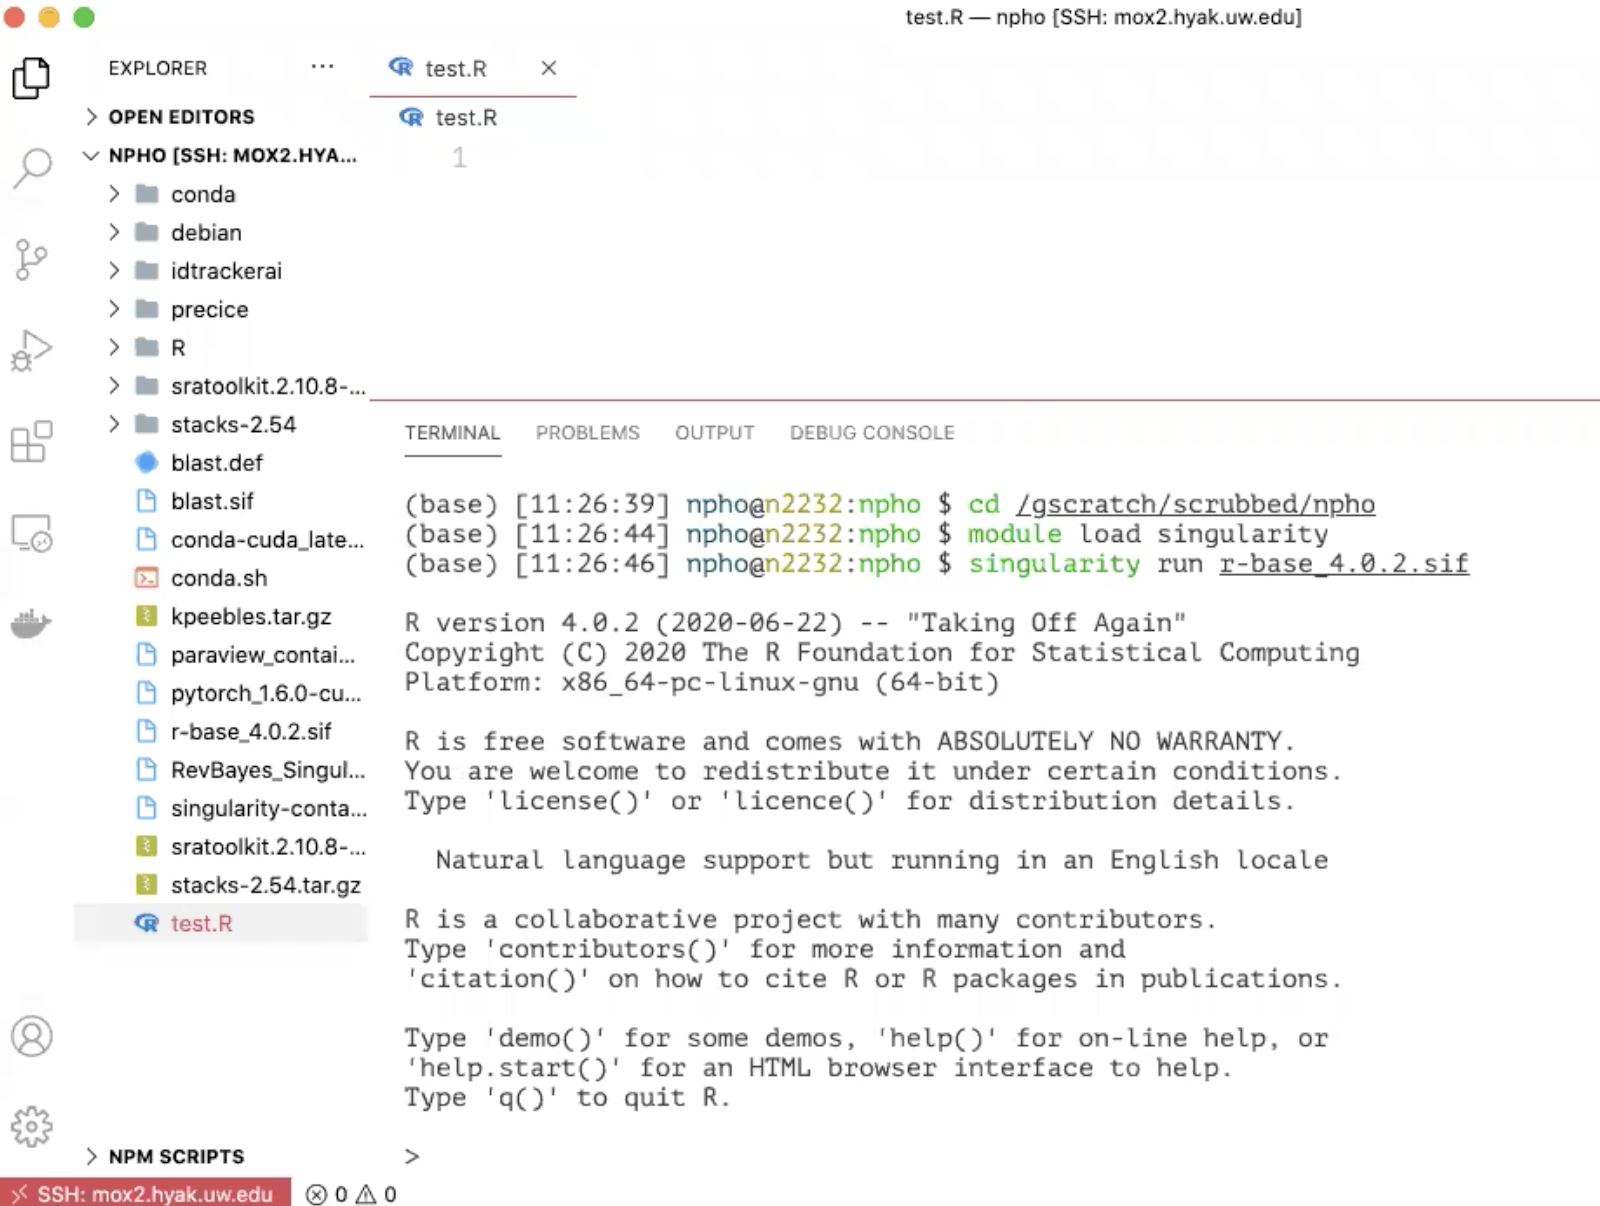 test.R — npho [SSH: mox2.hyak.uw.edu]
EXPLORER
OPEN EDITORS
NPHO [SSH: MOX2.HYA...
conda
debian
idtrackerai
precice
R
sratoolkit.2.10.8-...
stacks-2.54
blast.def
blast.sif
conda-cuda_late...
conda.sh
kpeebles.tar.gz
paraview_contai...
pytorch_1.6.0-cu...
r-base_4.0.2.sif
RevBayes_Singul...
singularity-conta...
sratoolkit.2.10.8-...
stacks-2.54.tar.gz
test.R
NPM SCRIPTS
test.R
test.R
1
TERMINAL PROBLEMS OUTPUT DEBUG CONSOLE
(base) [11:26:39] npho@n2232:npho $ cd /gscratch/scrubbed/npho
(base) [11:26:44] npho@n2232:npho $ module load singularity
(base) [11:26:46] npho@n2232:npho $ singularity run r-base_4.0.2.sif
R version 4.0.2 (2020-06-22) -- "Taking Off Again"
Copyright (C) 2020 The R Foundation for Statistical Computing
Platform: x86_64-pc-linux-gnu (64-bit)
R is free software and comes with ABSOLUTELY NO WARRANTY.
You are welcome to redistribute it under certain conditions.
Type 'license()' or 'licence()' for distribution details.
Natural language support but running in an English locale
R is a collaborative project with many contributors.
Type 'contributors()' for more information and
'citation()' on how to cite R or R packages in publications.
Type 'demo()' for some demos, 'help()' for on-line help, or
'help.start()' for an HTML browser interface to help.
Type 'q()' to quit R.
>
SSH: mox2.hyak.uw.edu 0 0